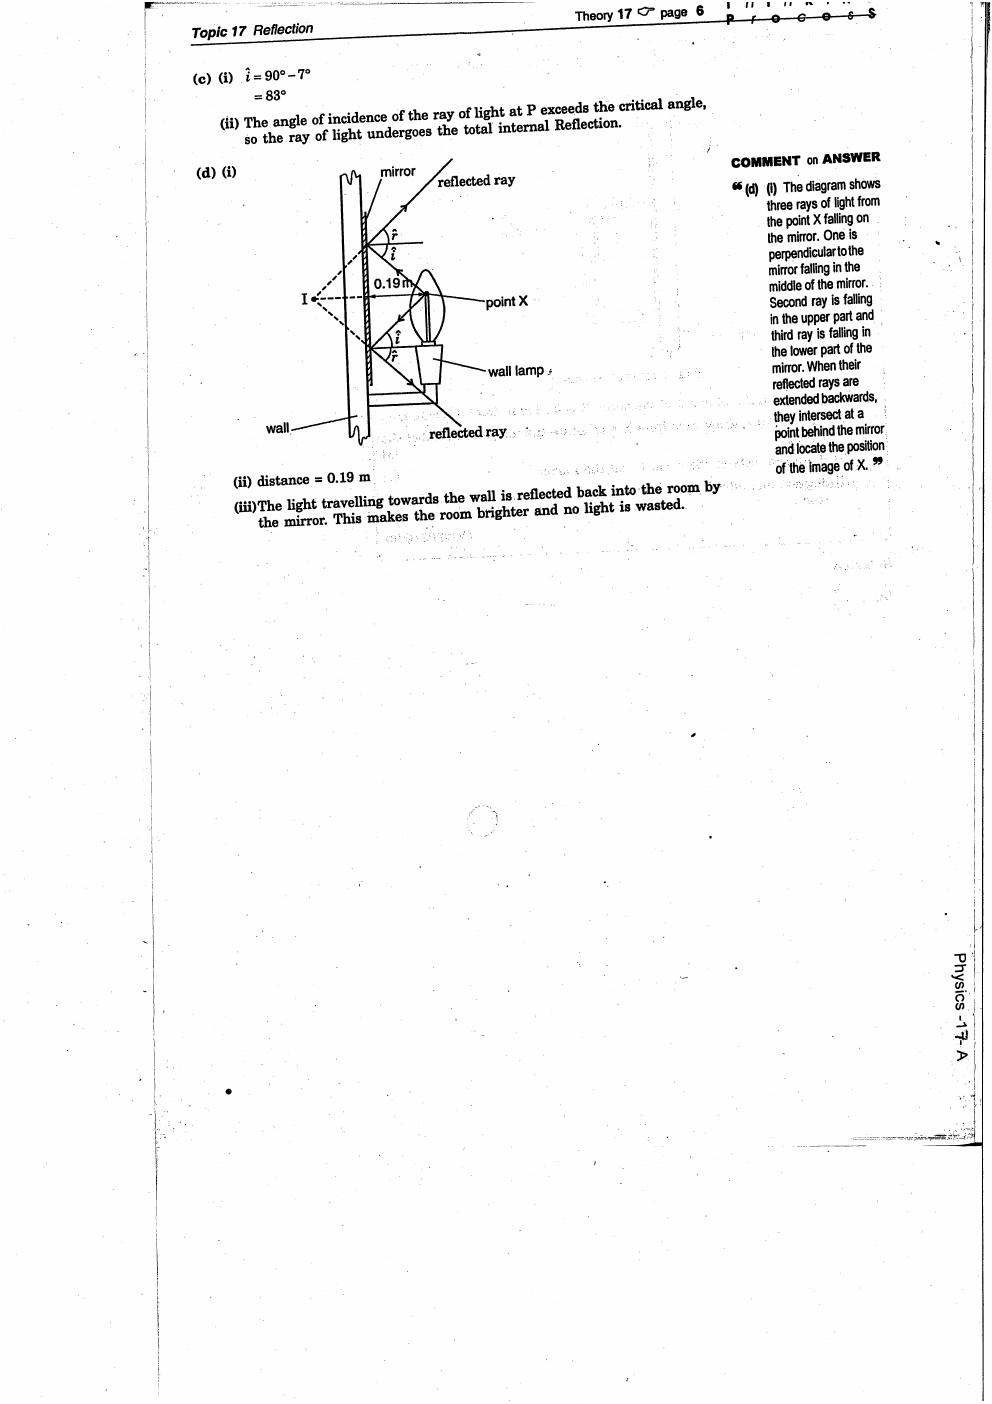 Theory 17 ☞ page 6
Process
Topic 17 Reflection
(c) (i) î = 90° – 7°
= 83°
(ii) The angle of incidence of the ray of light at P exceeds the critical angle,
so the ray of light undergoes the total internal Reflection.
(d) (i)
mirror
reflected ray
r̂
î
0.19 m
I
point X
î
r̂
wall lamp
wall
reflected ray
(ii) distance = 0.19 m
(iii) The light travelling towards the wall is reflected back into the room by
the mirror. This makes the room brighter and no light is wasted.
COMMENT on ANSWER
“ (d) (i) The diagram shows
three rays of light from
the point X falling on
the mirror. One is
perpendicular to the
mirror falling in the
middle of the mirror.
Second ray is falling
in the upper part and
third ray is falling in
the lower part of the
mirror. When their
reflected rays are
extended backwards,
they intersect at a
point behind the mirror
and locate the position
of the image of X. ”
Physics -17- A